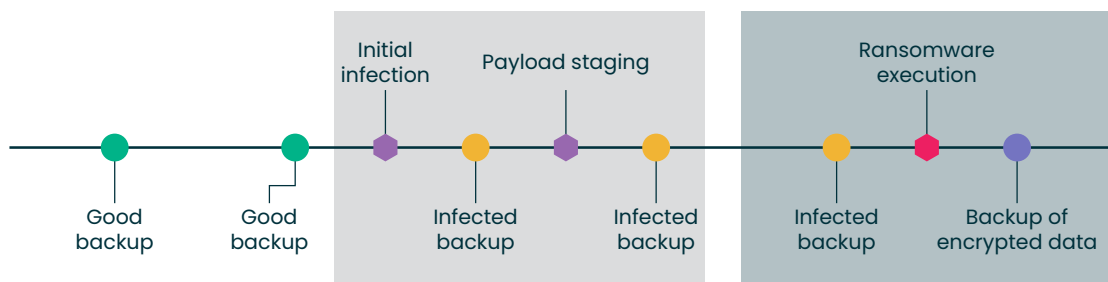 Initial
infection
Payload staging
Ransomware
execution
Good
backup
Good
backup
Infected
backup
Infected
backup
Infected
backup
Backup of
encrypted data